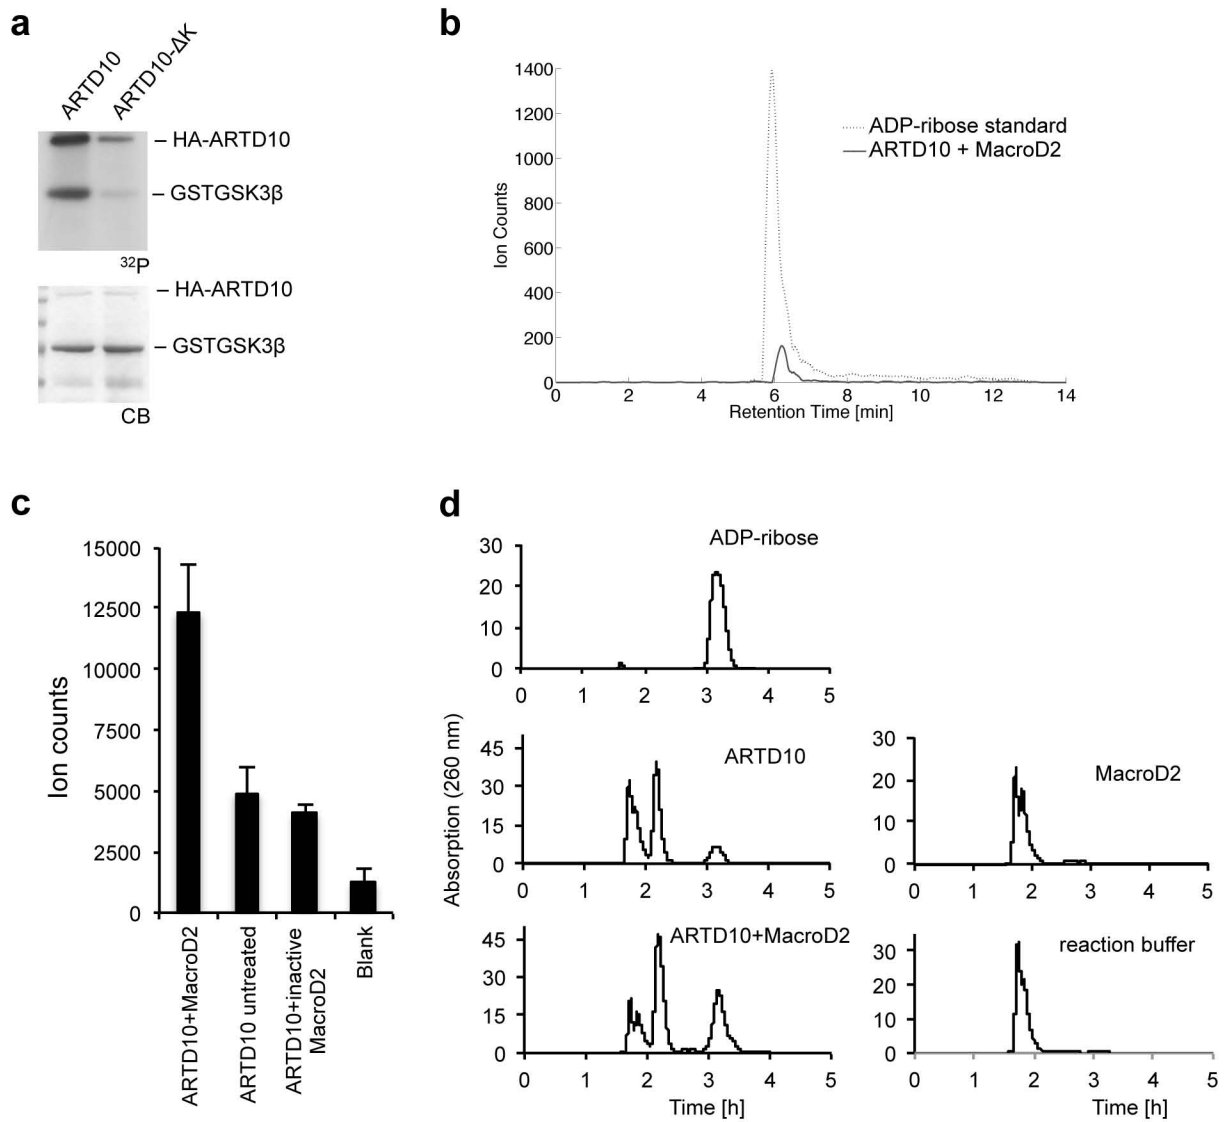 a
ARTD10
ARTD10-ΔK
– HA-ARTD10
– GSTGSK3β
32P
– HA-ARTD10
– GSTGSK3β
CB
b
1400
1200
1000
800
600
400
200
0
Ion Counts
0 2 4 6 8 10 12 14
Retention Time [min]
ADP-ribose standard
ARTD10 + MacroD2
c
15000
12500
10000
7500
5000
2500
0
Ion counts
ARTD10+MacroD2
ARTD10 untreated
ARTD10+inactive
MacroD2
Blank
d
Absorption (260 nm)
ADP-ribose
30
20
10
0
0 1 2 3 4 5
ARTD10
45
30
15
0
0 1 2 3 4 5
MacroD2
30
20
10
0
0 1 2 3 4 5
ARTD10+MacroD2
45
30
15
0
0 1 2 3 4 5
Time [h]
reaction buffer
30
20
10
0
0 1 2 3 4 5
Time [h]